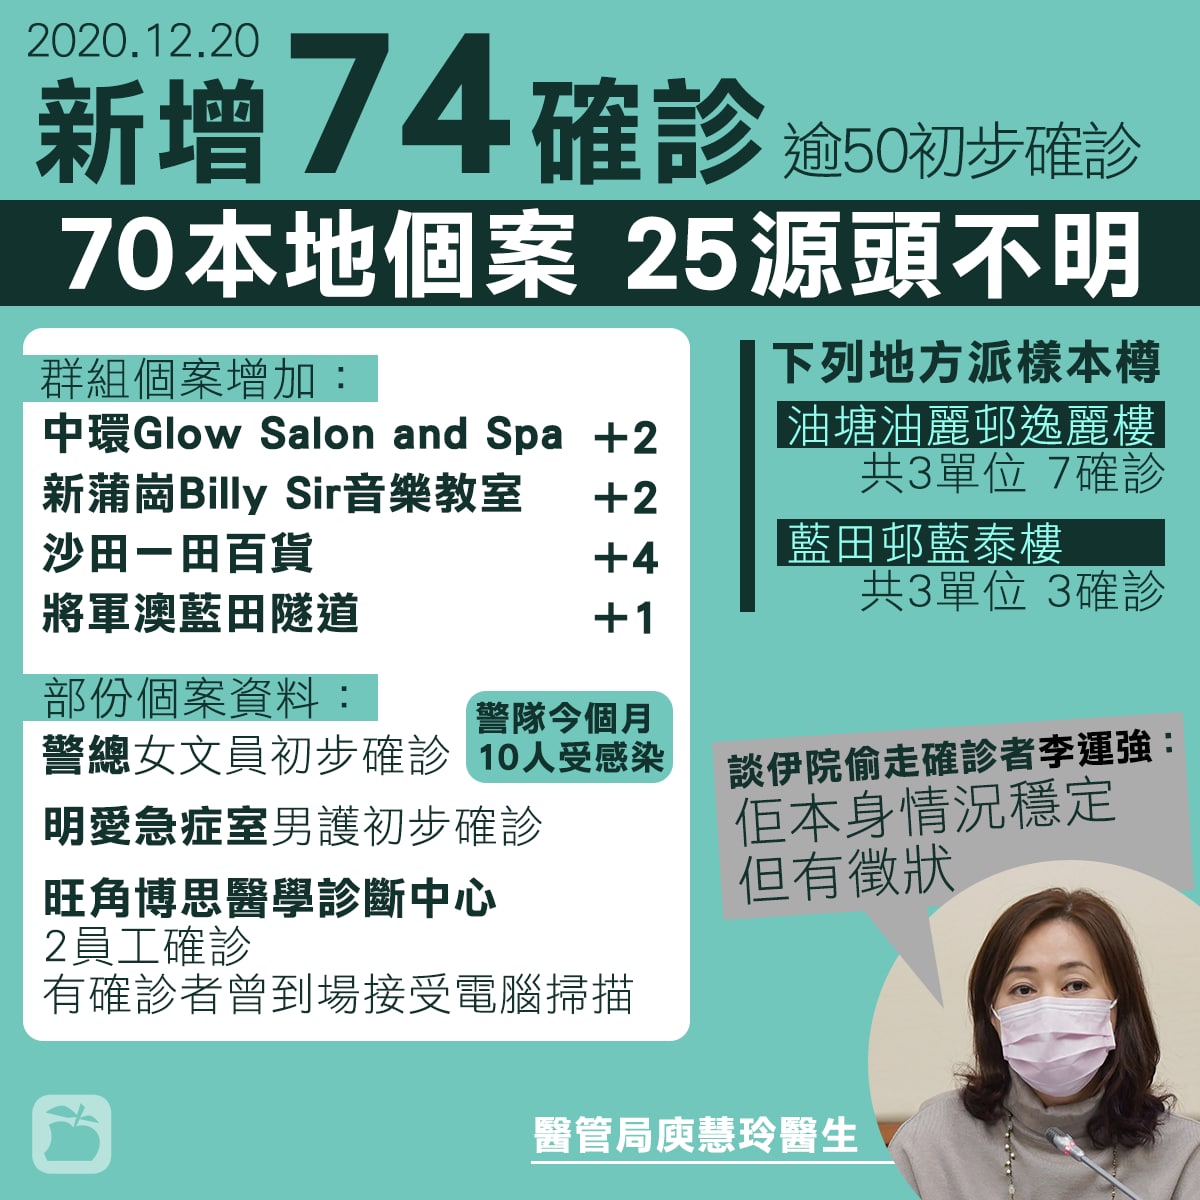 2020.12.20
新增74確診 逾50初步確診
70本地個案 25源頭不明
群組個案增加：
中環Glow Salon and Spa +2
新蒲崗Billy Sir音樂教室 +2
沙田一田百貨 +4
將軍澳藍田隧道 +1
部份個案資料：
警總女文員初步確診
警隊今個月
10人受感染
明愛急症室男護初步確診
旺角博思醫學診斷中心
2員工確診
有確診者曾到場接受電腦掃描
下列地方派樣本樽
油塘油麗邨逸麗樓
共3單位 7確診
藍田邨藍泰樓
共3單位 3確診
談伊院偷走確診者李運強：
佢本身情況穩定
但有徵狀
醫管局庾慧玲醫生